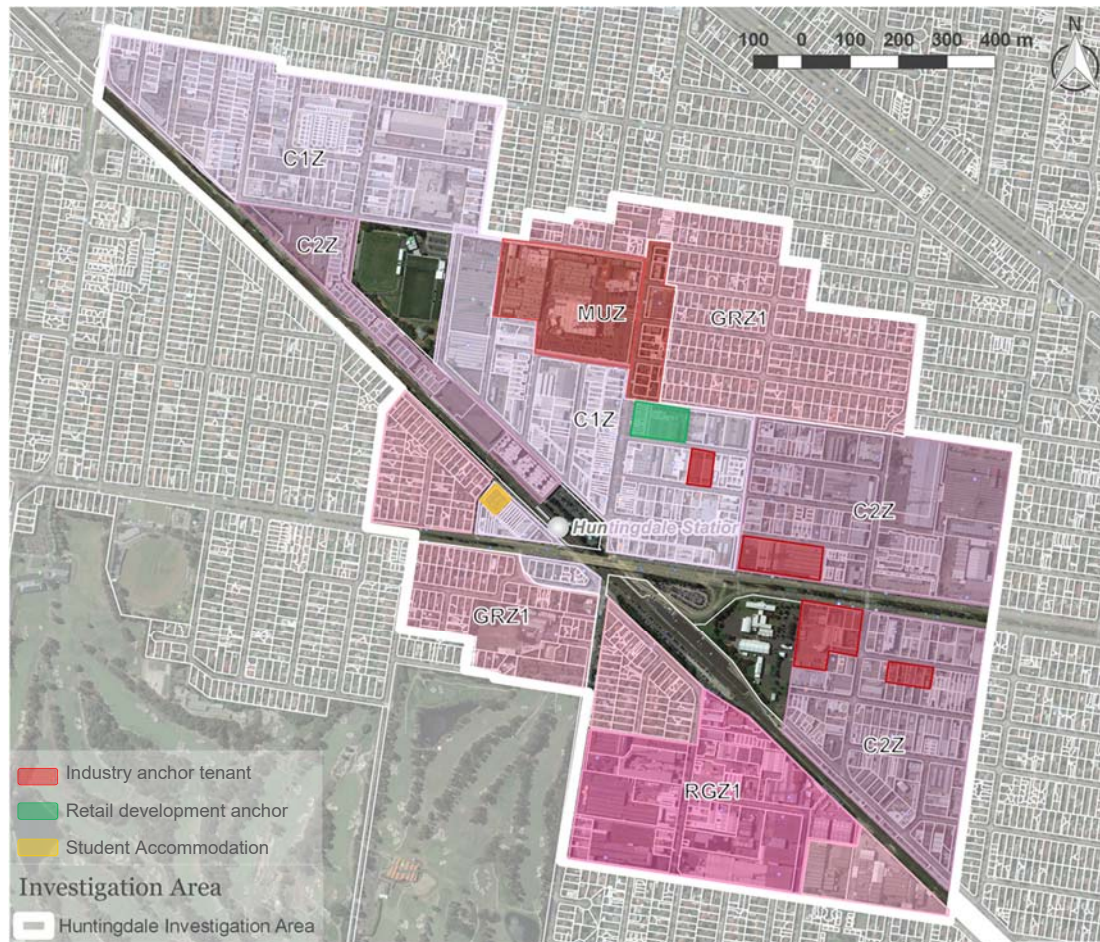 N
100 0 100 200 300 400 m
C1Z
C2Z
MUZ
GRZ1
C1Z
C2Z
Huntingdale Station
GRZ1
C2Z
RGZ1
Industry anchor tenant
Retail development anchor
Student Accommodation
Investigation Area
Huntingdale Investigation Area